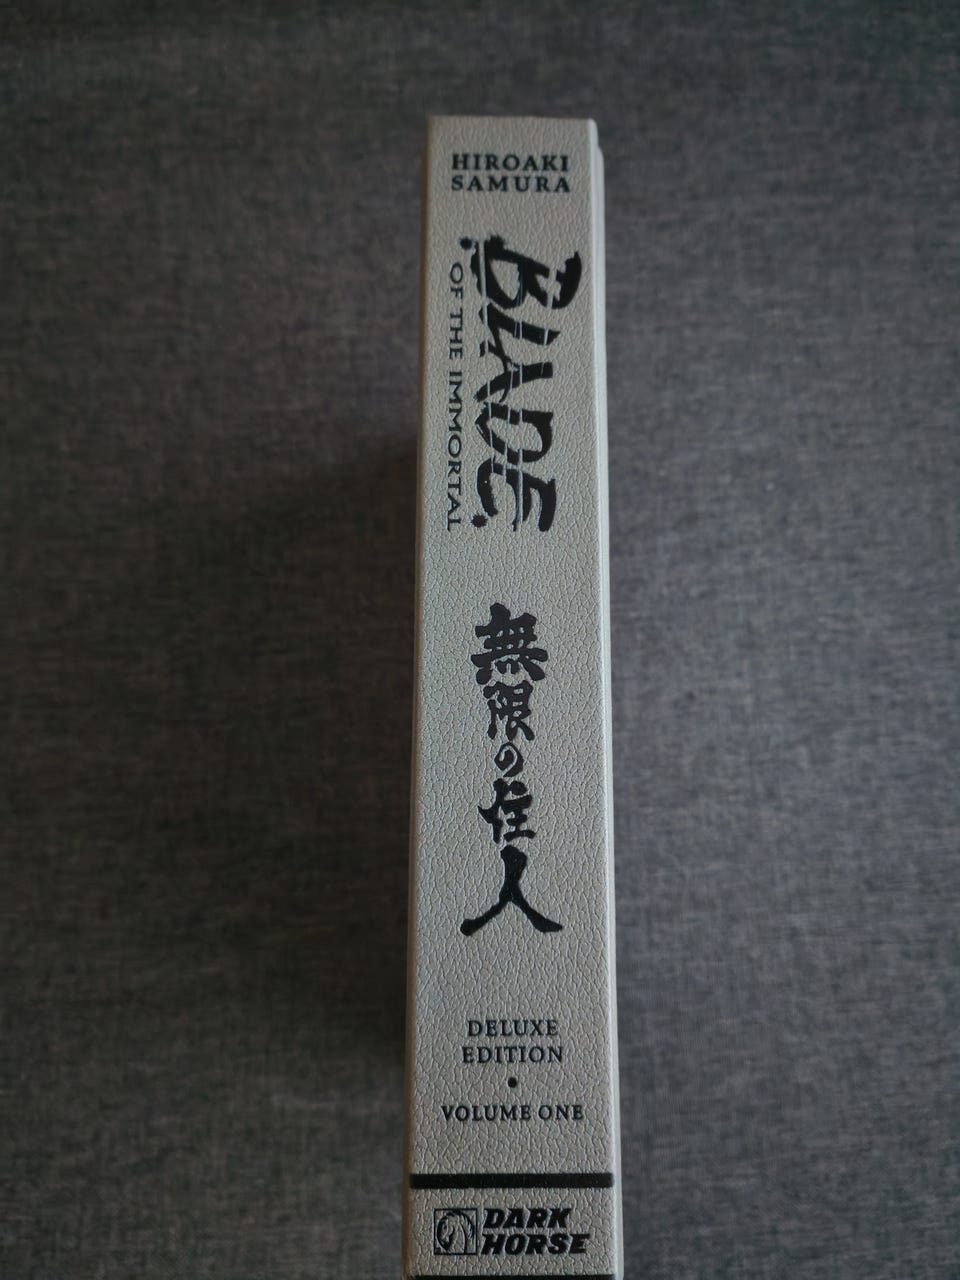 HIROAKI
SAMURA
BLADE
OF THE IMMORTAL
無限の住人
DELUXE
EDITION
•
VOLUME ONE
DARK
HORSE